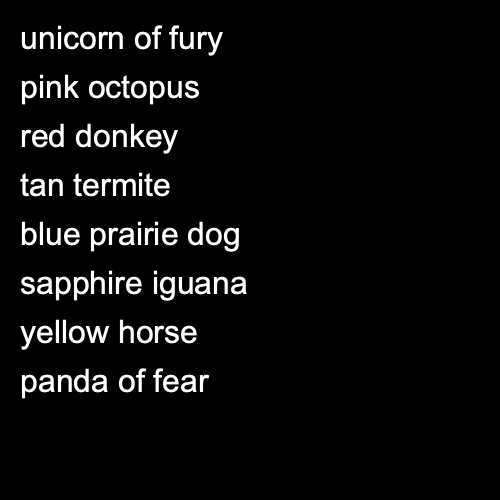 unicorn of fury
pink octopus
red donkey
tan termite
blue prairie dog
sapphire iguana
yellow horse
panda of fear